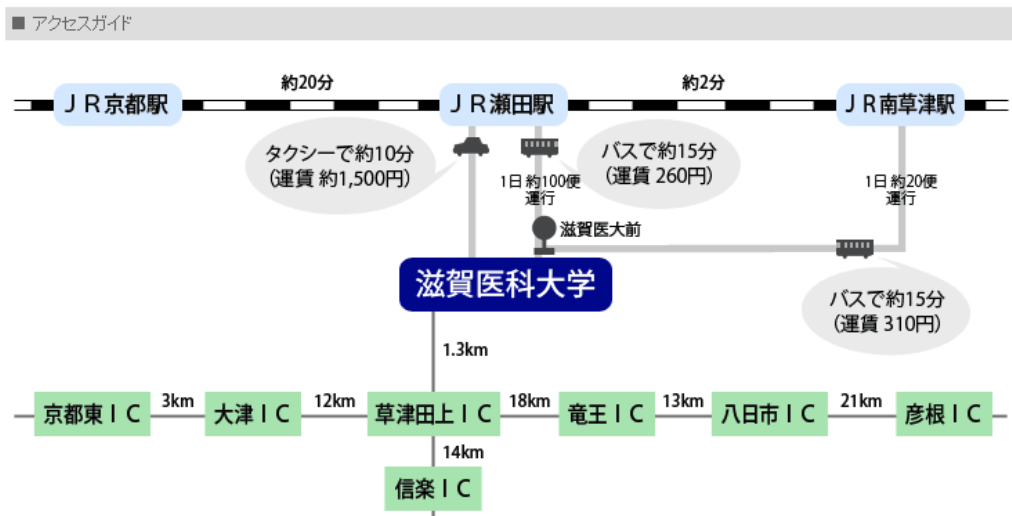 ■ アクセスガイド
約20分
約2分
ＪＲ京都駅
ＪＲ瀬田駅
ＪＲ南草津駅
タクシーで約10分
（運賃 約1,500円）
バスで約15分
（運賃 260円）
1日 約100便
運行
1日 約20便
運行
滋賀医大前
滋賀医科大学
バスで約15分
（運賃 310円）
1.3km
京都東ＩＣ
3km
大津ＩＣ
12km
草津田上ＩＣ
18km
竜王ＩＣ
13km
八日市ＩＣ
21km
彦根ＩＣ
14km
信楽ＩＣ